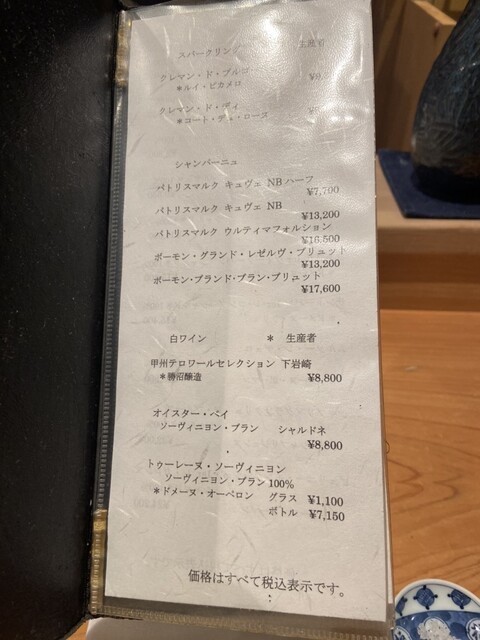 スパークリン 生産者
クレマン・ド・ブルゴー
＊ルイ・ピカメロ
クレマン・ド・ディ
＊コート・デュ・ローヌ
シャンパーニュ
パトリスマルク キュヴェ NB ハーフ
¥7,700
パトリスマルク キュヴェ NB
¥13,200
パトリスマルク ウルティマフォルション
¥16,500
ボーモン・グランド・レゼルヴ・ブリュット
¥13,200
ボーモン・ブランド・ブラン・ブリュット
¥17,600
白ワイン ＊ 生産者
甲州テロワールセレクション 下岩崎
＊勝沼醸造 ¥8,800
オイスター・ベイ
ソーヴィニヨン・ブラン シャルドネ
¥8,800
トゥーレーヌ・ソーヴィニヨン
ソーヴィニヨン・ブラン 100%
＊ドメーヌ・オーベロン グラス ¥1,100
ボトル ¥7,150
価格はすべて税込表示です。